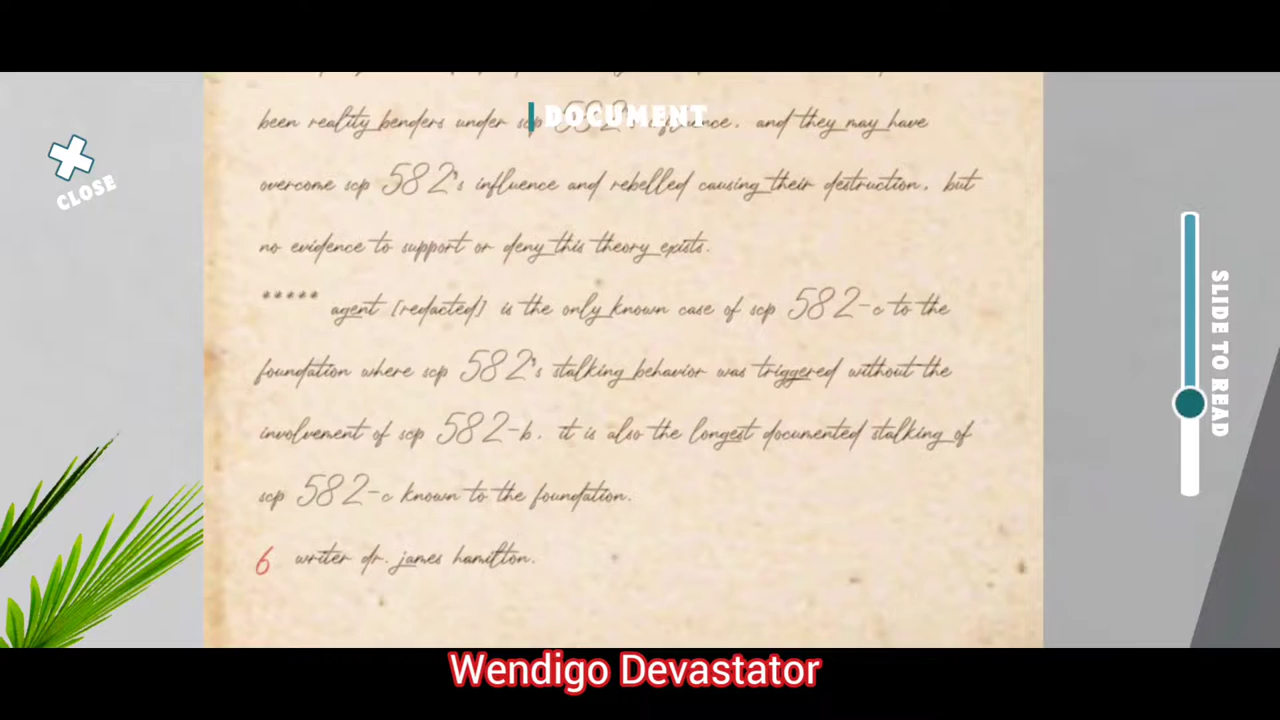 DOCUMENT
been reality benders under scp 582's influence. and they may have
overcome scp 582's influence and rebelled causing their destruction, but
no evidence to support or deny this theory exists.
***** agent [redacted] is the only known case of scp 582-c to the
foundation where scp 582's stalking behavior was triggered without the
involvement of scp 582-b. it is also the longest documented stalking of
scp 582-c known to the foundation.
6 writer dr. james hamilton.
CLOSE
SLIDE TO READ
Wendigo Devastator